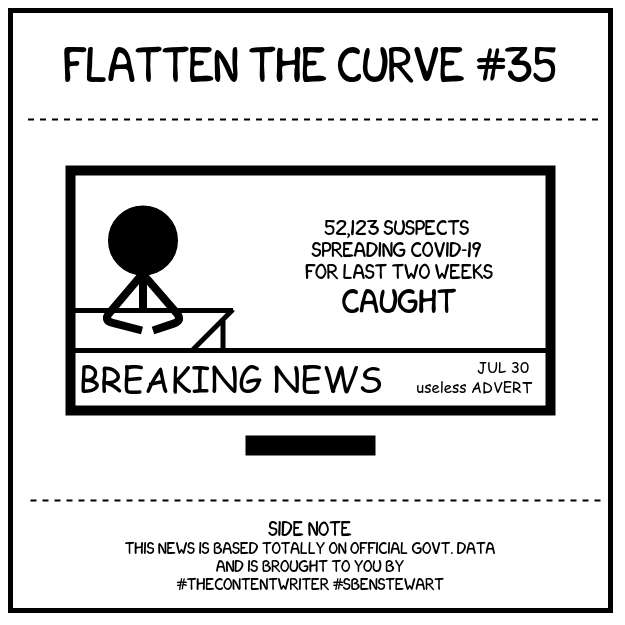 FLATTEN THE CURVE #35
52,123 SUSPECTS
SPREADING COVID-19
FOR LAST TWO WEEKS
CAUGHT
BREAKING NEWS
JUL 30
useless ADVERT
SIDE NOTE
THIS NEWS IS BASED TOTALLY ON OFFICIAL GOVT. DATA
AND IS BROUGHT TO YOU BY
#THECONTENTWRITER #SBENSTEWART